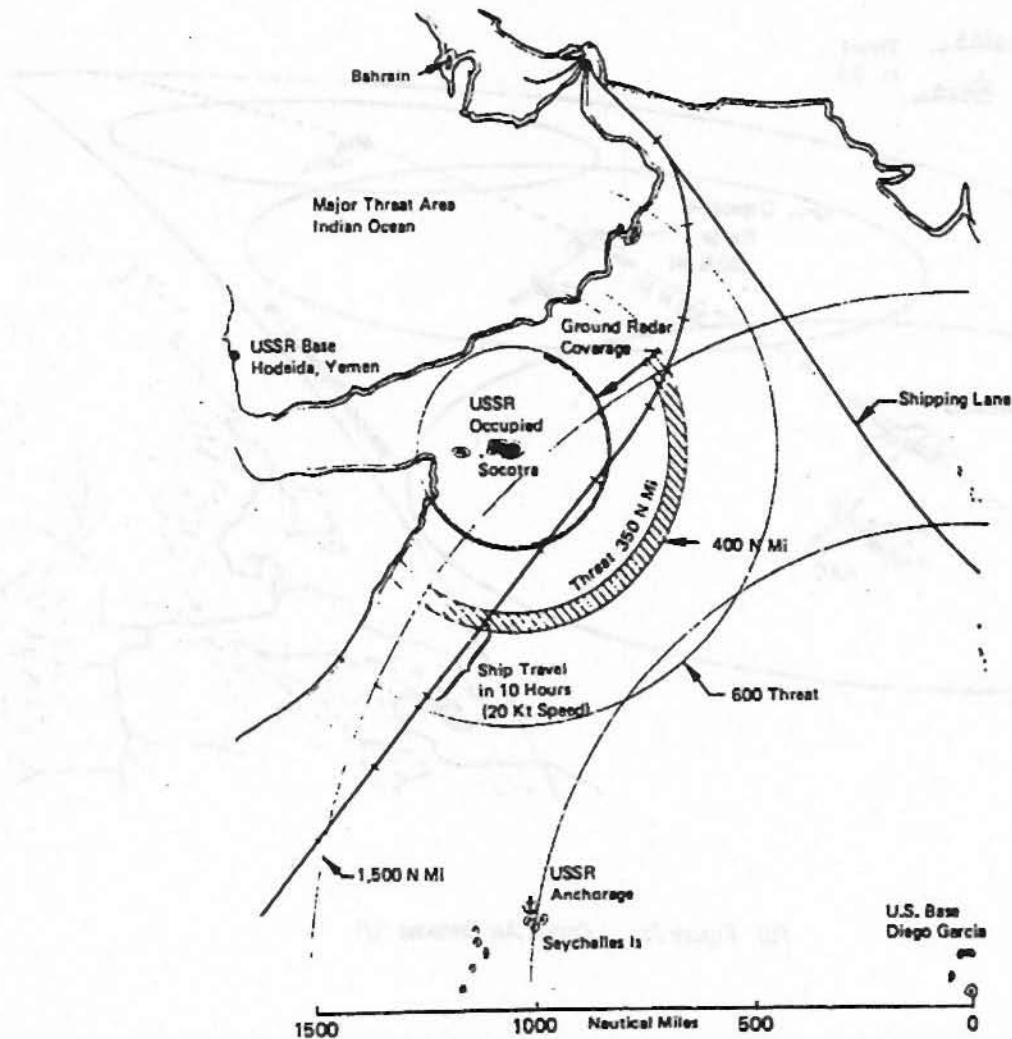 Bahrain
Major Threat Area
Indian Ocean
Ground Radar
Coverage
USSR Base
Hodeida, Yemen
USSR
Occupied
Socotra
Shipping Lane
Threat 350 N Mi
400 N Mi
Ship Travel
in 10 Hours
(20 Kt Speed)
600 Threat
1,500 N Mi
USSR
Anchorage
Seychelles Is
U.S. Base
Diego Garcia
1500 1000 Nautical Miles 500 0